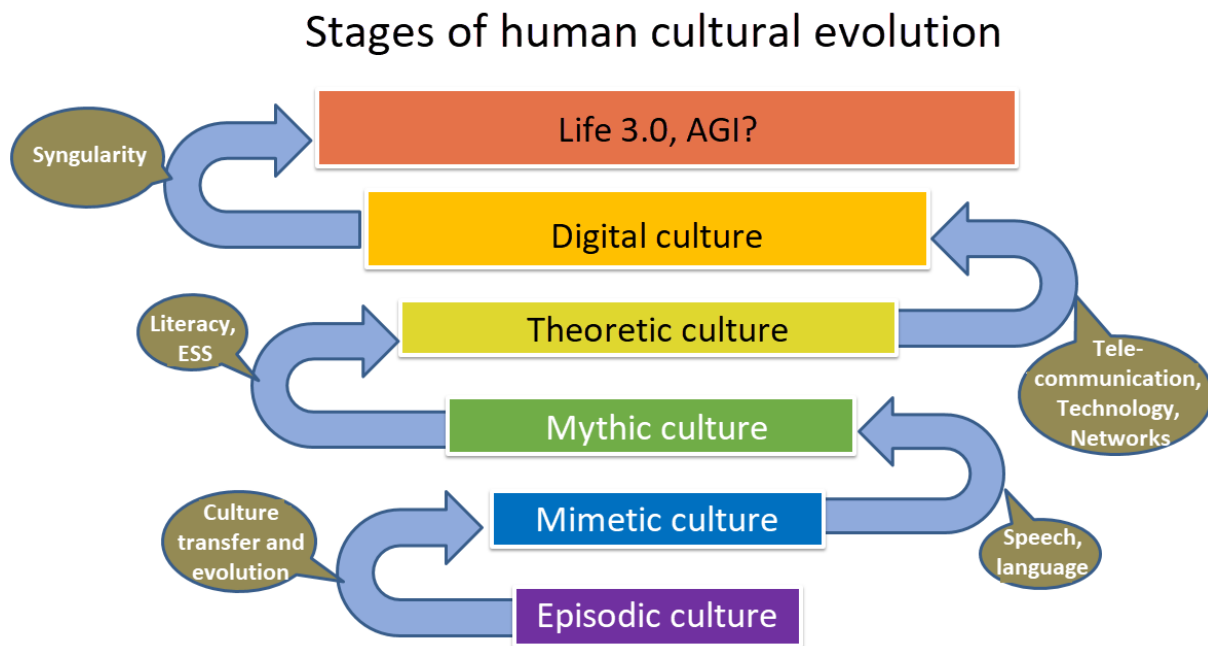 Stages of human cultural evolution
Life 3.0, AGI?
Syngularity
Digital culture
Literacy,
ESS
Theoretic culture
Tele-
communication,
Technology,
Networks
Mythic culture
Culture
transfer and
evolution
Mimetic culture
Speech,
language
Episodic culture